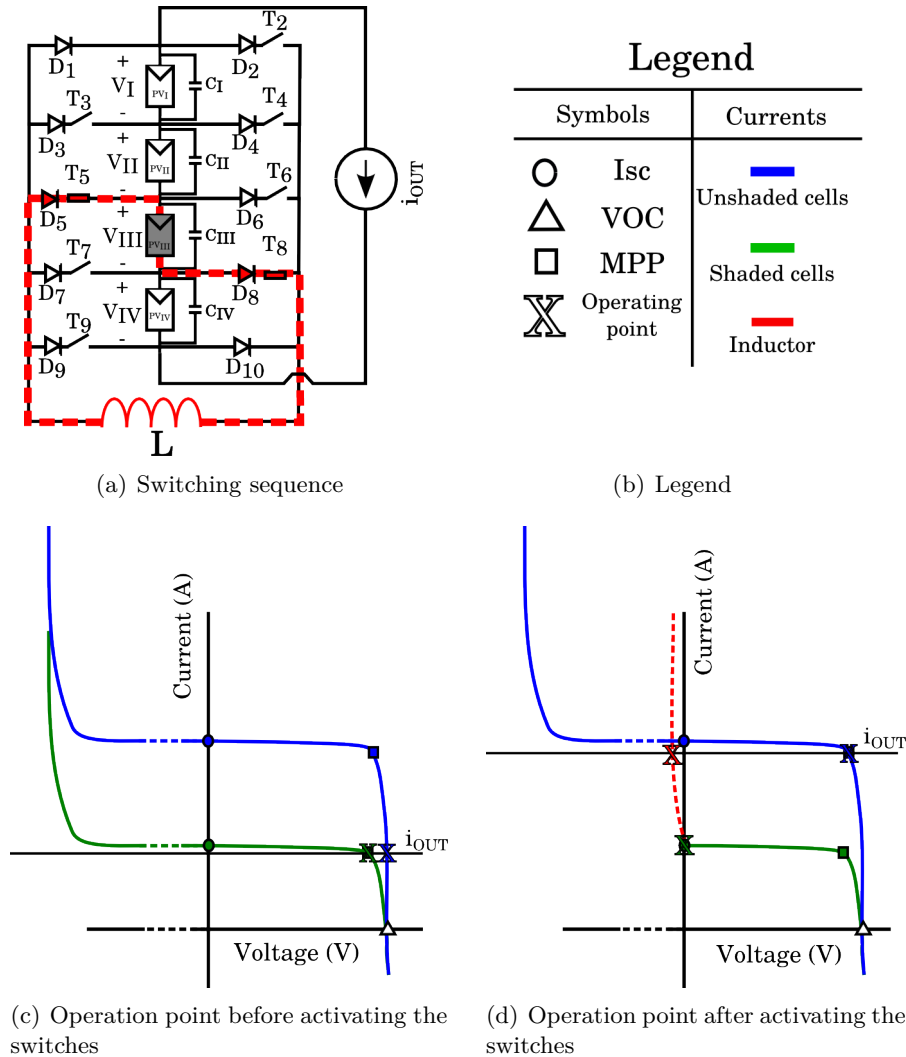 T2
D1
D2
+
VI
PVI
CI
-
T3
T4
+
D3
D4
VII
PVII
CII
T5
-
T6
D5
+
D6
VIII
PVIII
CIII
T7
-
T8
D7
+
D8
VIV
PVIV
CIV
T9
-
D9
D10
L
iOUT
(a) Switching sequence
Legend
Symbols
Currents
Isc
VOC
MPP
Operating
point
Unshaded cells
Shaded cells
Inductor
(b) Legend
Current (A)
iOUT
Voltage (V)
(c) Operation point before activating the
switches
Current (A)
iOUT
Voltage (V)
(d) Operation point after activating the
switches